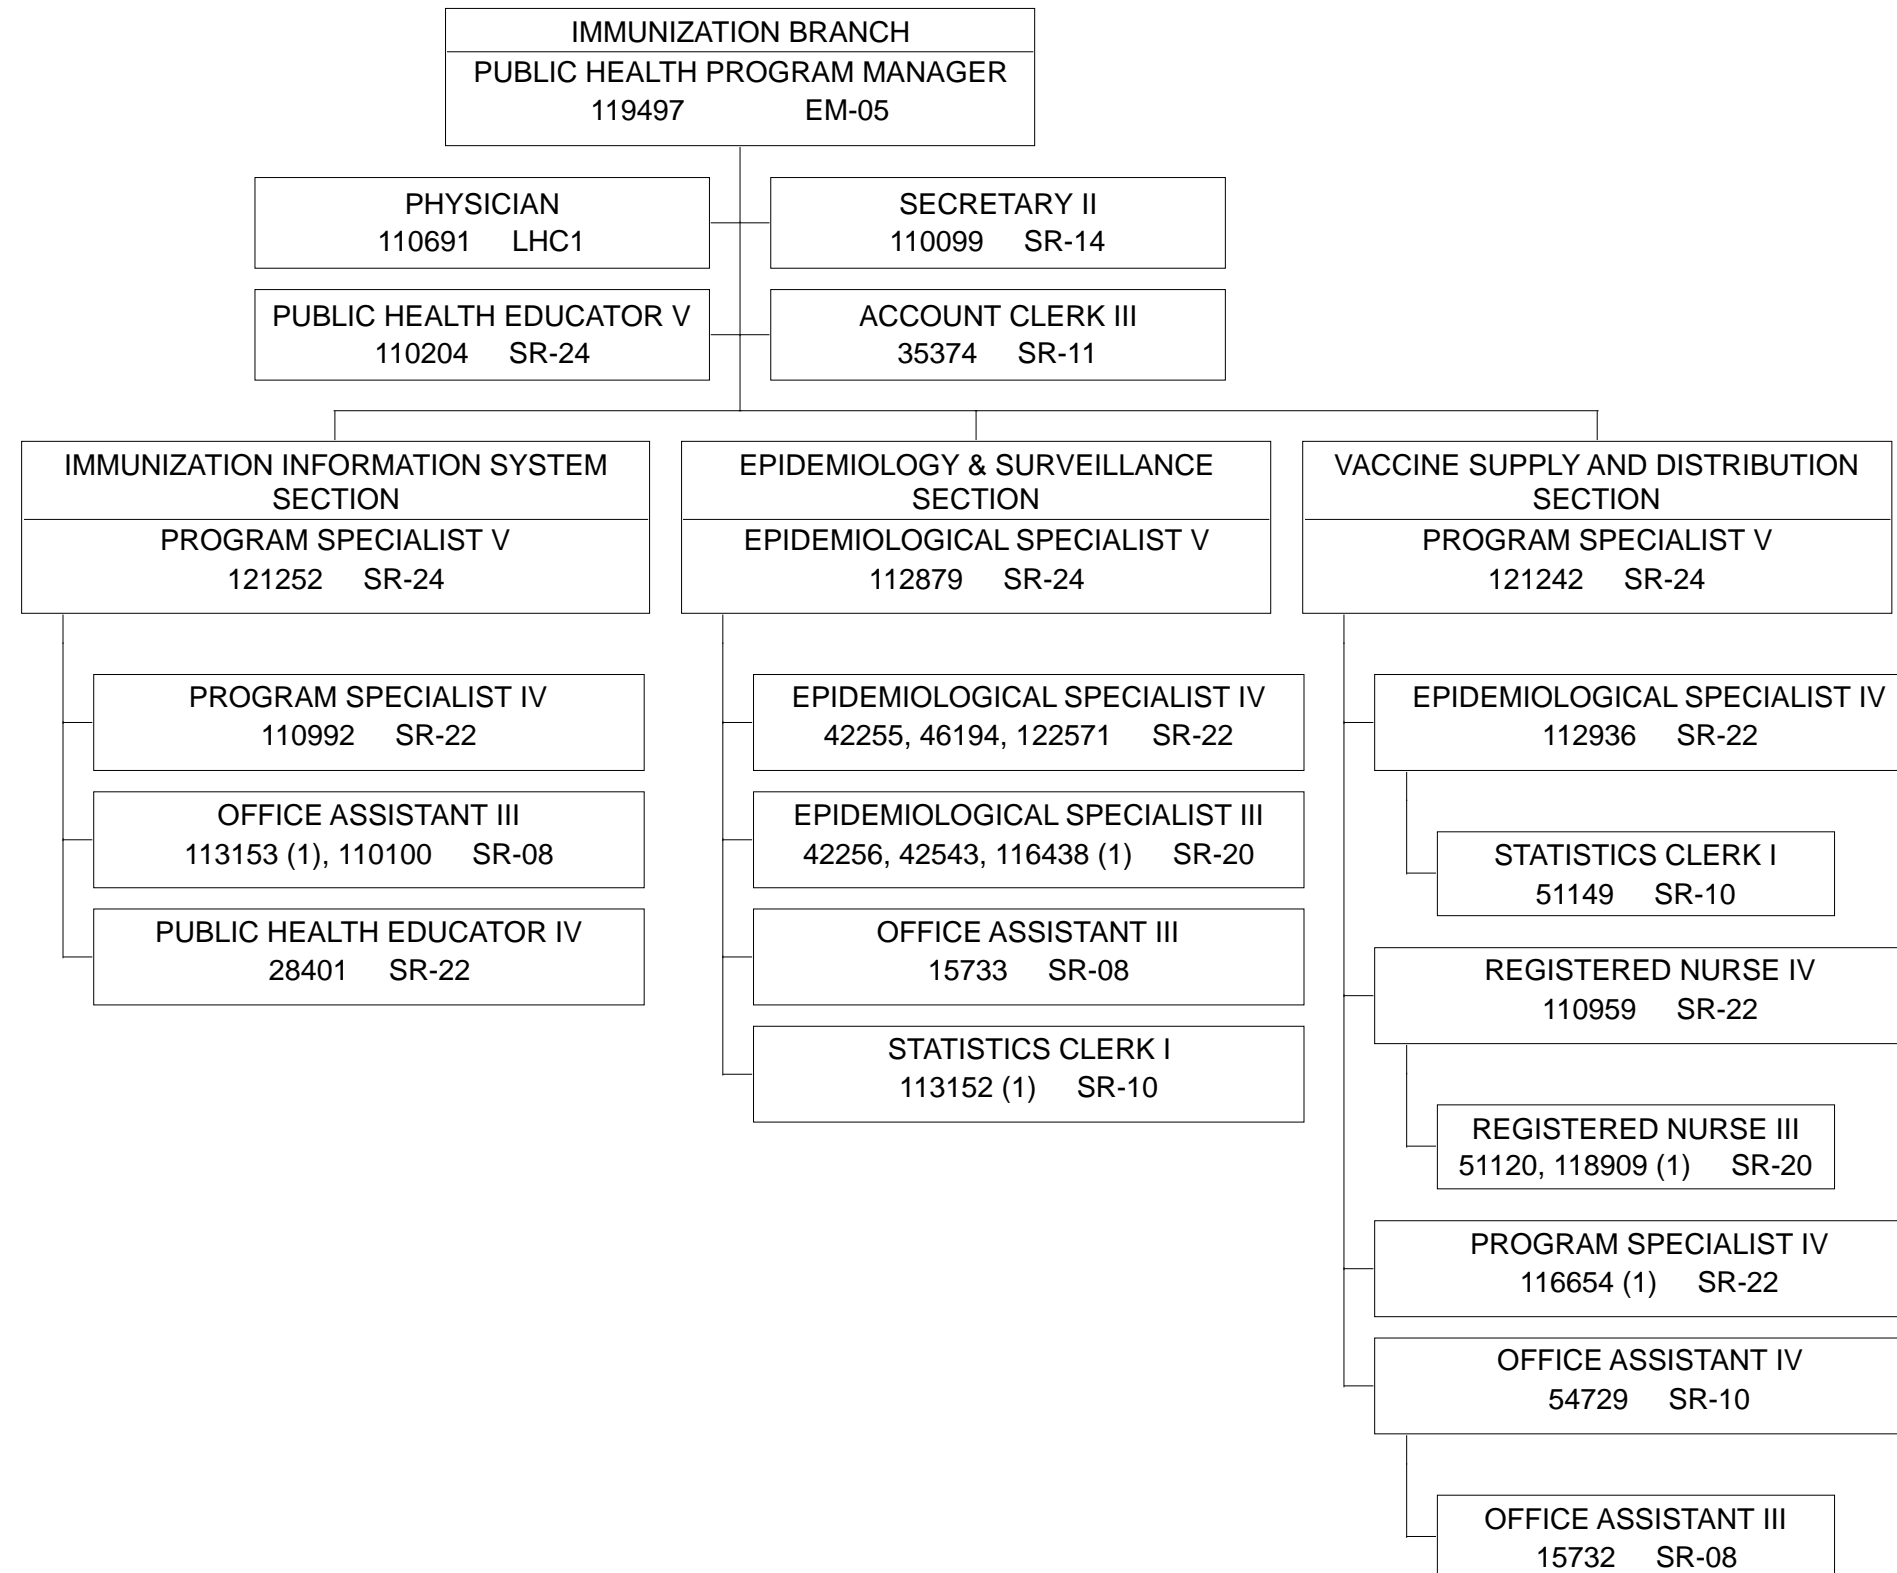 IMMUNIZATION BRANCH
PUBLIC HEALTH PROGRAM MANAGER
119497 EM-05
PHYSICIAN
110691 LHC1
SECRETARY II
110099 SR-14
PUBLIC HEALTH EDUCATOR V
110204 SR-24
ACCOUNT CLERK III
35374 SR-11
IMMUNIZATION INFORMATION SYSTEM
SECTION
PROGRAM SPECIALIST V
121252 SR-24
PROGRAM SPECIALIST IV
110992 SR-22
OFFICE ASSISTANT III
113153 (1), 110100 SR-08
PUBLIC HEALTH EDUCATOR IV
28401 SR-22
EPIDEMIOLOGY & SURVEILLANCE
SECTION
EPIDEMIOLOGICAL SPECIALIST V
112879 SR-24
EPIDEMIOLOGICAL SPECIALIST IV
42255, 46194, 122571 SR-22
EPIDEMIOLOGICAL SPECIALIST III
42256, 42543, 116438 (1) SR-20
OFFICE ASSISTANT III
15733 SR-08
STATISTICS CLERK I
113152 (1) SR-10
VACCINE SUPPLY AND DISTRIBUTION
SECTION
PROGRAM SPECIALIST V
121242 SR-24
EPIDEMIOLOGICAL SPECIALIST IV
112936 SR-22
STATISTICS CLERK I
51149 SR-10
REGISTERED NURSE IV
110959 SR-22
REGISTERED NURSE III
51120, 118909 (1) SR-20
PROGRAM SPECIALIST IV
116654 (1) SR-22
OFFICE ASSISTANT IV
54729 SR-10
OFFICE ASSISTANT III
15732 SR-08